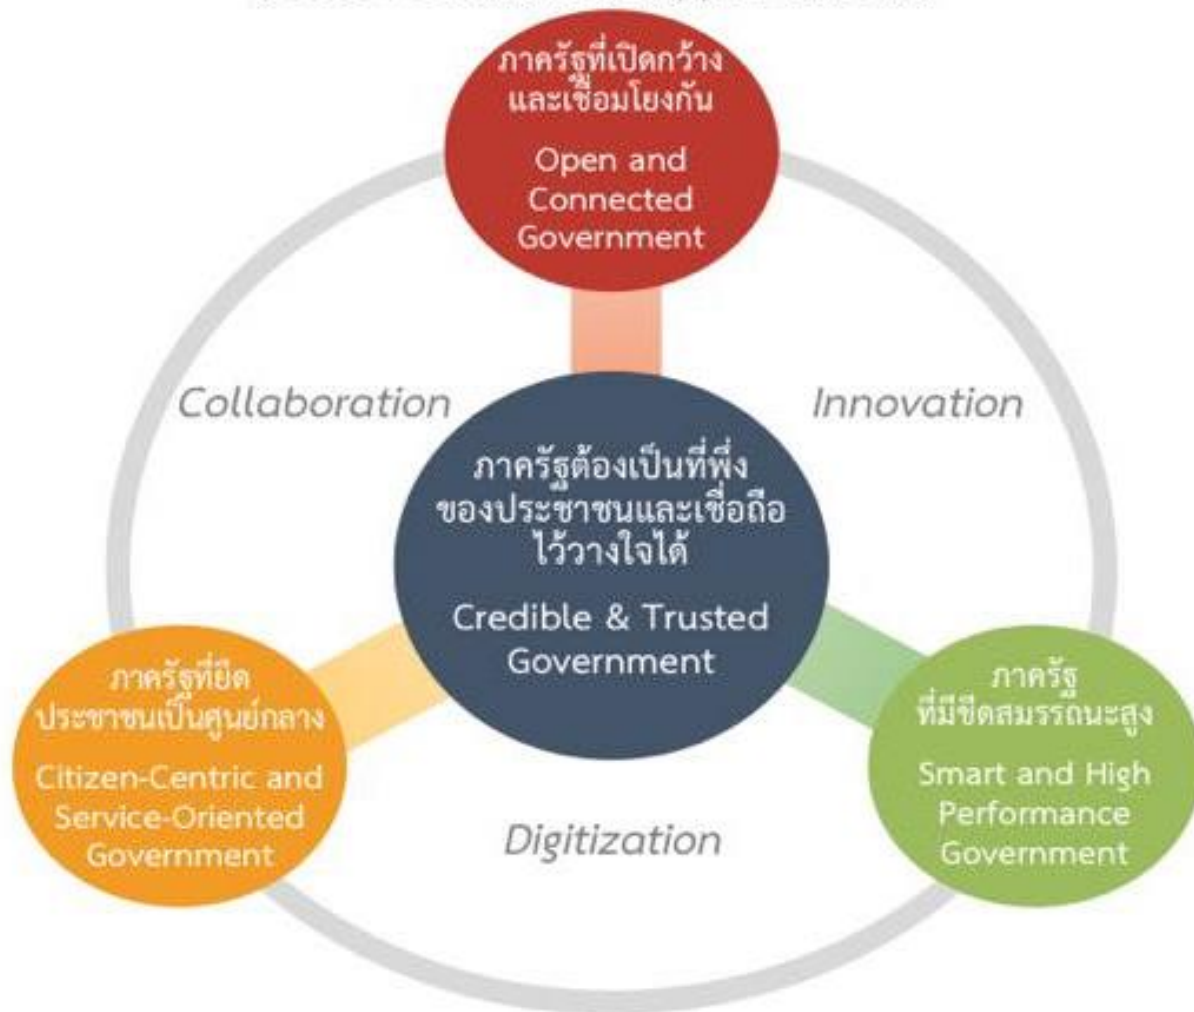 ภาครัฐที่เปิดกว้าง
และเชื่อมโยงกัน
Open and
Connected
Government
Collaboration
Innovation
ภาครัฐต้องเป็นที่พึ่ง
ของประชาชนและเชื่อถือ
ไว้วางใจได้
Credible & Trusted
Government
ภาครัฐที่ยึด
ประชาชนเป็นศูนย์กลาง
Citizen-Centric and
Service-Oriented
Government
ภาครัฐ
ที่มีขีดสมรรถนะสูง
Smart and High
Performance
Government
Digitization